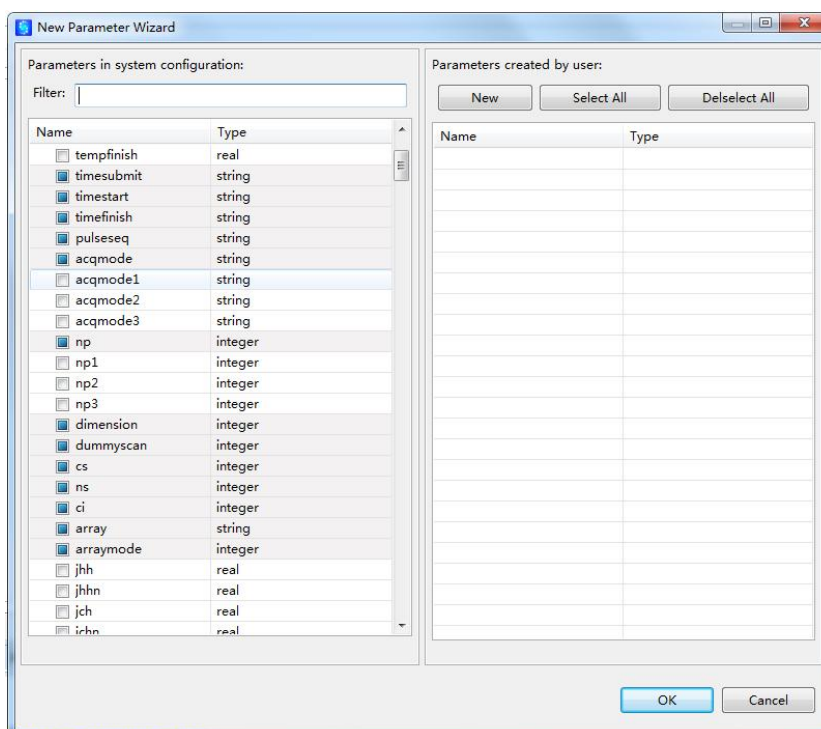 New Parameter Wizard
Parameters in system configuration:
Filter:
Name Type
tempfinish real
timesubmit string
timestart string
timefinish string
pulseseq string
acqmode string
acqmode1 string
acqmode2 string
acqmode3 string
np integer
np1 integer
np2 integer
np3 integer
dimension integer
dummyscan integer
cs integer
ns integer
ci integer
array string
arraymode integer
jhh real
jhhn real
jch real
jchn real
Parameters created by user:
New Select All Delselect All
Name Type
OK Cancel